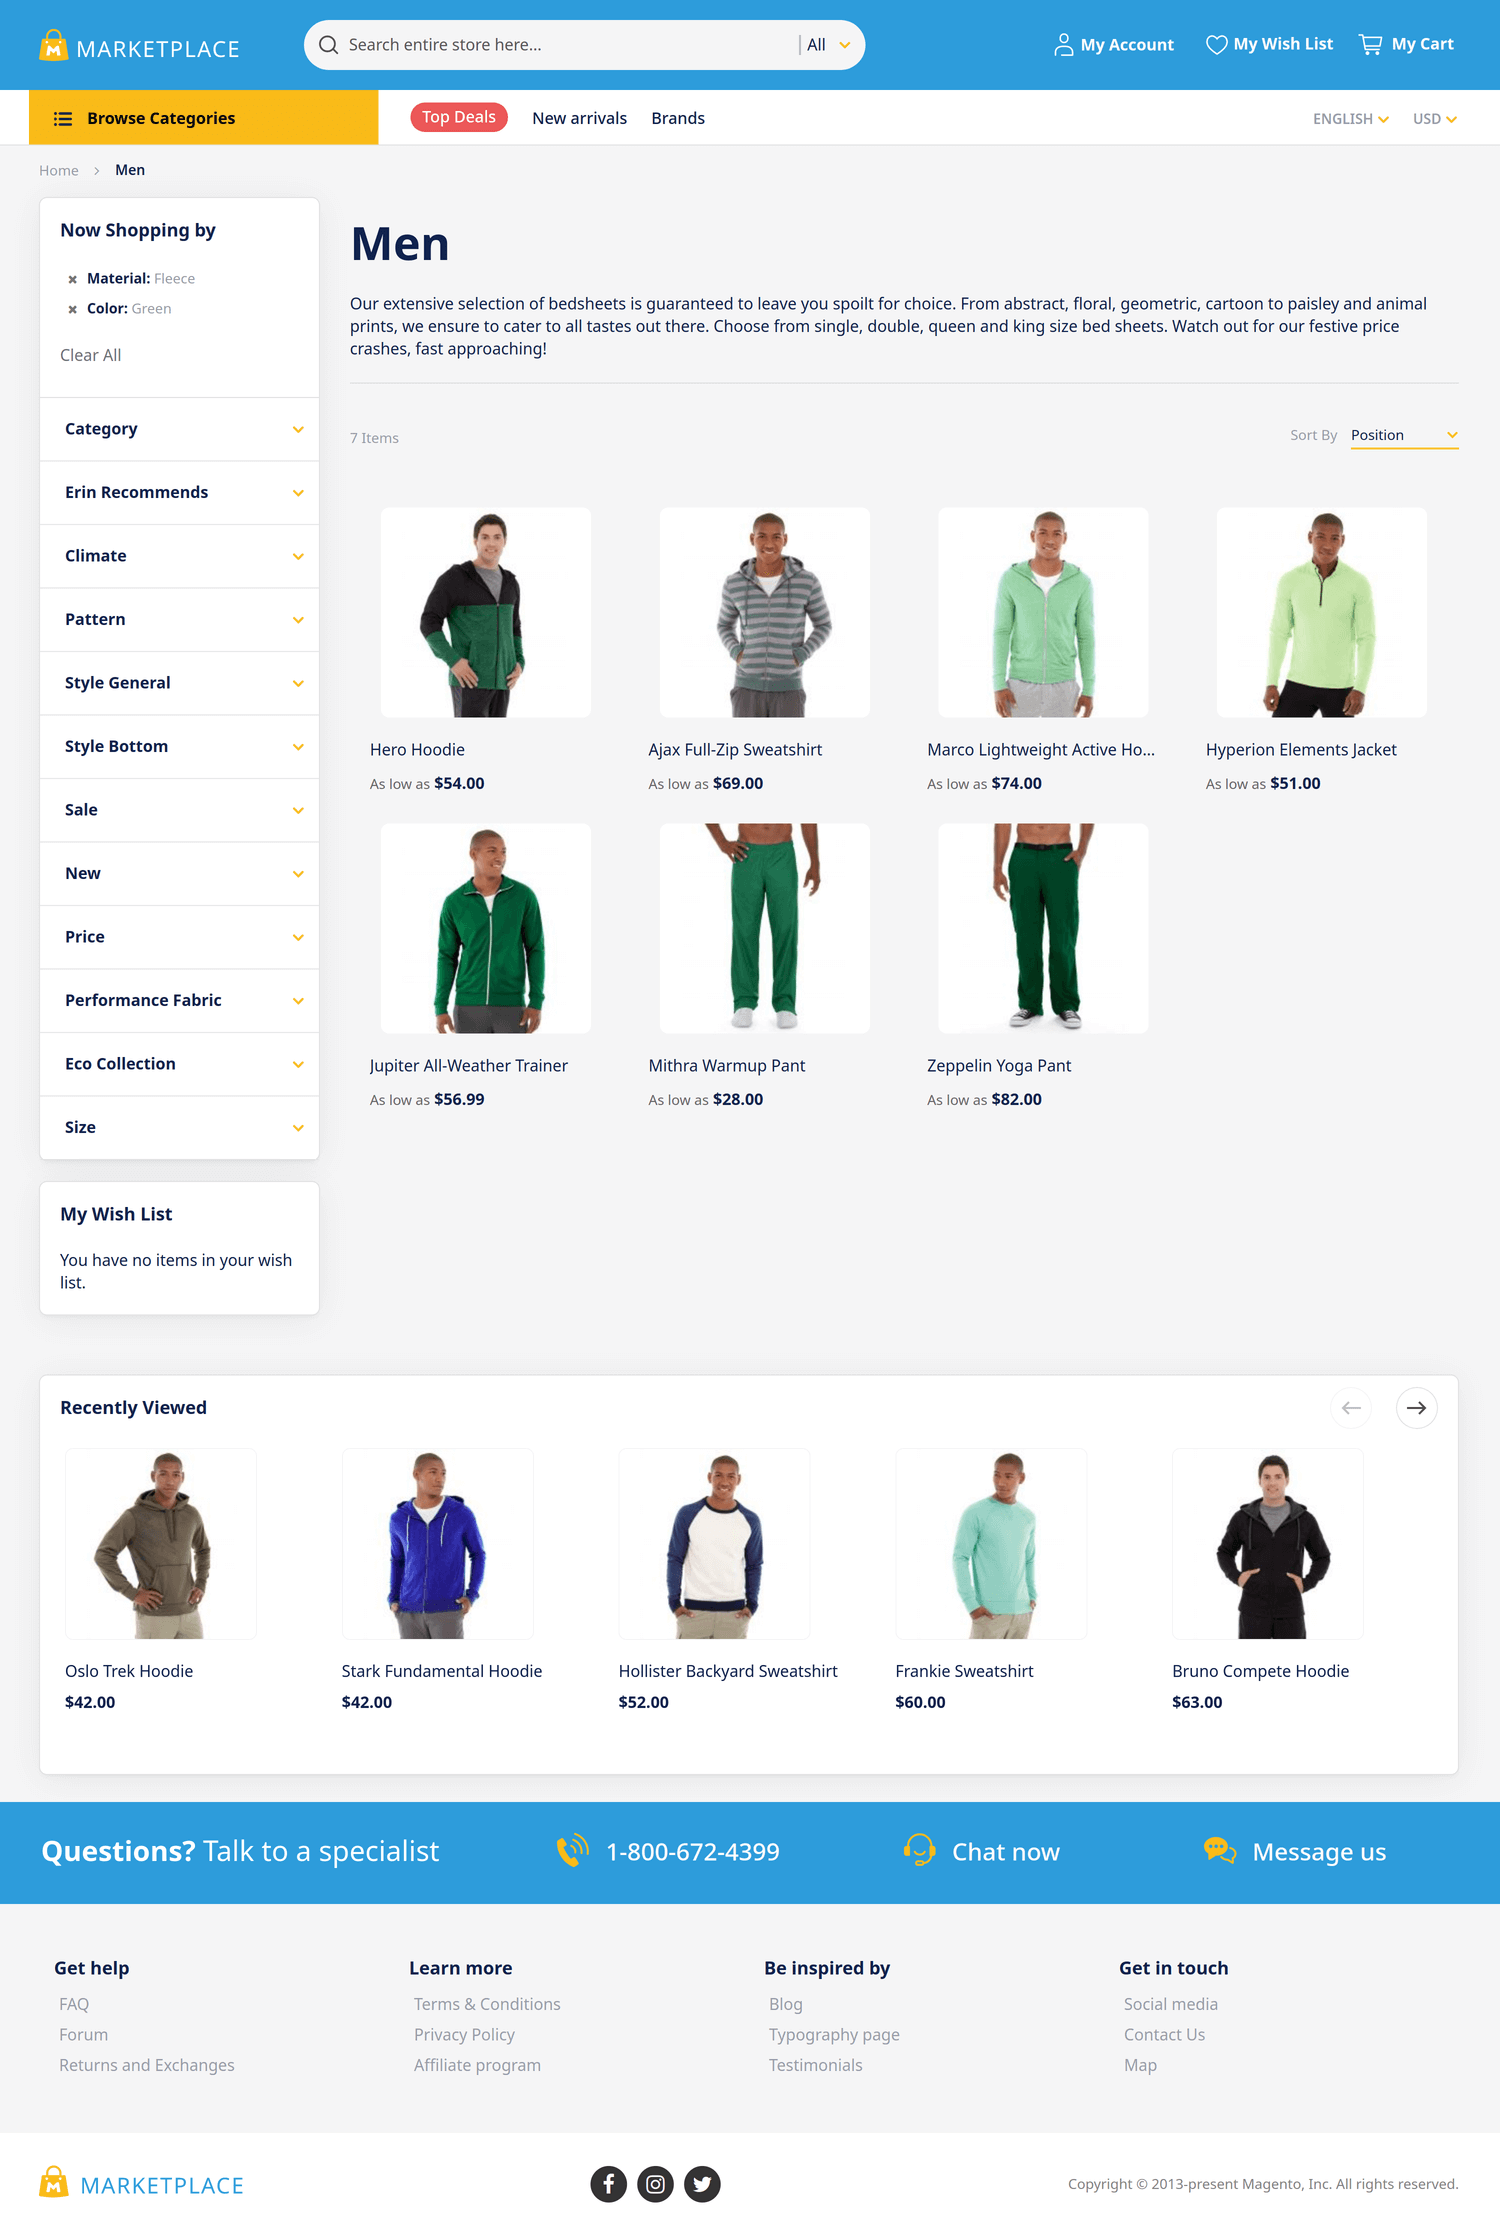 MARKETPLACE
Search entire store here...
All
My Account
My Wish List
My Cart
Browse Categories
Top Deals
New arrivals
Brands
ENGLISH
USD
Home
Men
Now Shopping by
Material: Fleece
Color: Green
Clear All
Category
Erin Recommends
Climate
Pattern
Style General
Style Bottom
Sale
New
Price
Performance Fabric
Eco Collection
Size
My Wish List
You have no items in your wish
list.
Men
Our extensive selection of bedsheets is guaranteed to leave you spoilt for choice. From abstract, floral, geometric, cartoon to paisley and animal
prints, we ensure to cater to all tastes out there. Choose from single, double, queen and king size bed sheets. Watch out for our festive price
crashes, fast approaching!
7 Items
Sort By Position
Hero Hoodie
As low as $54.00
Ajax Full-Zip Sweatshirt
As low as $69.00
Marco Lightweight Active Ho...
As low as $74.00
Hyperion Elements Jacket
As low as $51.00
Jupiter All-Weather Trainer
As low as $56.99
Mithra Warmup Pant
As low as $28.00
Zeppelin Yoga Pant
As low as $82.00
Recently Viewed
Oslo Trek Hoodie
$42.00
Stark Fundamental Hoodie
$42.00
Hollister Backyard Sweatshirt
$52.00
Frankie Sweatshirt
$60.00
Bruno Compete Hoodie
$63.00
Questions? Talk to a specialist
1-800-672-4399
Chat now
Message us
Get help
FAQ
Forum
Returns and Exchanges
Learn more
Terms & Conditions
Privacy Policy
Affiliate program
Be inspired by
Blog
Typography page
Testimonials
Get in touch
Social media
Contact Us
Map
MARKETPLACE
Copyright © 2013-present Magento, Inc. All rights reserved.